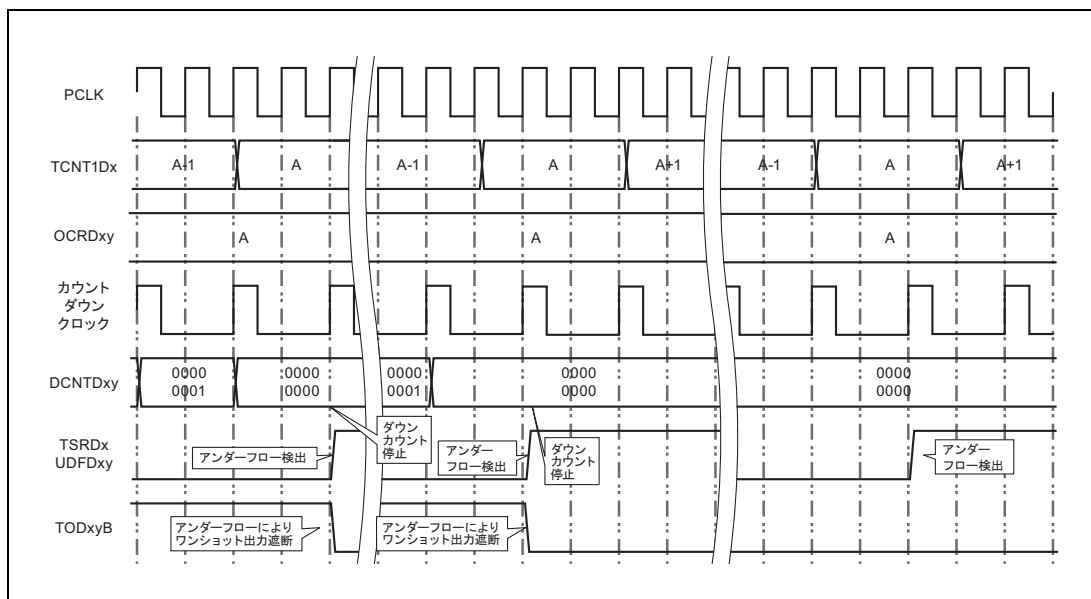 PCLK
TCNT1Dx
A-1
A
A-1
A
A+1
A-1
A
A+1
OCRDxy
A
A
A
カウント
ダウン
クロック
DCNTDxy
0000
0001
0000
0000
0000
0001
0000
0000
0000
0000
ダウン
カウント
停止
ダウン
カウント
停止
TSRDx
UDFDxy
アンダーフロー検出
アンダー
フロー検出
アンダー
フロー検出
TODxyB
アンダーフローにより
ワンショット出力遮断
アンダーフローにより
ワンショット出力遮断